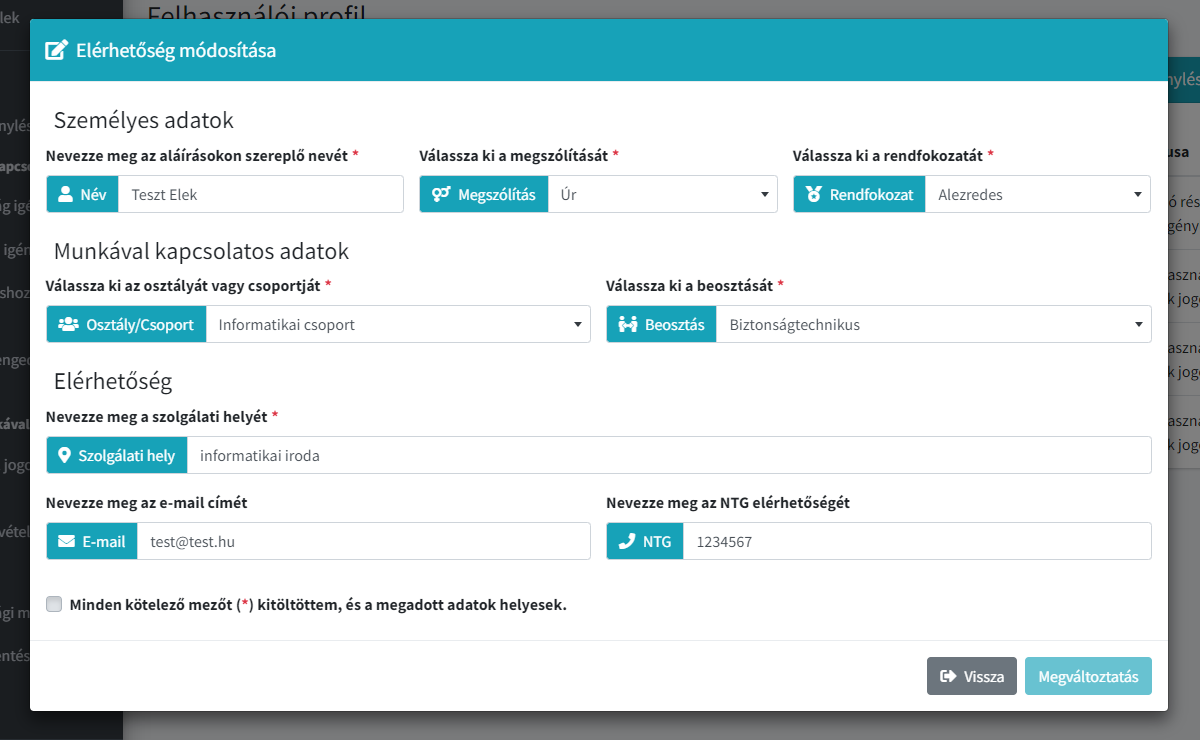 Felhasználói profil
Elérhetőség módosítása
Személyes adatok
Nevezze meg az aláírásokon szereplő nevét *
Válassza ki a megszólítását *
Válassza ki a rendfokozatát *
Név Teszt Elek
Megszólítás Úr
Rendfokozat Alezredes
Munkával kapcsolatos adatok
Válassza ki az osztályát vagy csoportját *
Válassza ki a beosztását *
Osztály/Csoport Informatikai csoport
Beosztás Biztonságtechnikus
Elérhetőség
Nevezze meg a szolgálati helyét *
Szolgálati hely informatikai iroda
Nevezze meg az e-mail címét
Nevezze meg az NTG elérhetőségét
E-mail test@test.hu
NTG 1234567
Minden kötelező mezőt (*) kitöltöttem, és a megadott adatok helyesek.
Vissza
Megváltoztatás